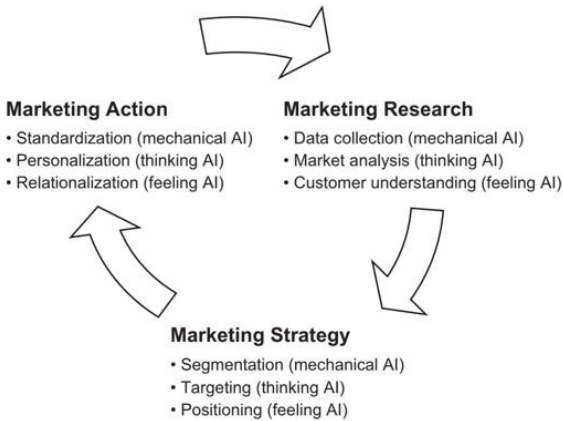 Marketing Action
• Standardization (mechanical AI)
• Personalization (thinking AI)
• Relationalization (feeling AI)
Marketing Research
• Data collection (mechanical AI)
• Market analysis (thinking AI)
• Customer understanding (feeling AI)
Marketing Strategy
• Segmentation (mechanical AI)
• Targeting (thinking AI)
• Positioning (feeling AI)